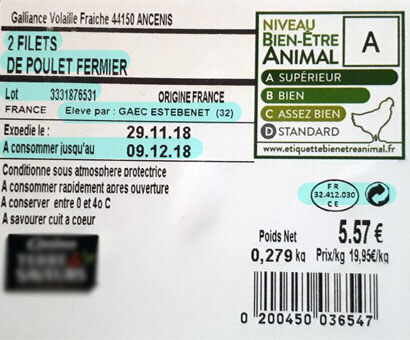 Galliance Volaille Fraiche 44150 ANCENIS
2 FILETS
DE POULET FERMIER
Lot 3331876531 ORIGINE FRANCE
FRANCE Eleve par : GAEC ESTEBENET (32)
Expedie le : 29.11.18
A consommer jusqu'au 09.12.18
Conditionne sous atmosphere protectrice
A consommer rapidement apres ouverture
A conserver entre 0 et 4o C
A savourer cuit a coeur
NIVEAU
BIEN-ÊTRE
ANIMAL
A
A SUPÉRIEUR
B BIEN
C ASSEZ BIEN
D STANDARD
www.etiquettebienetreanimal.fr
FR
32.412.030
CE
Poids Net 5.57 €
0,279 kg Prix/kg 19,95€/kg
0 200450 036547